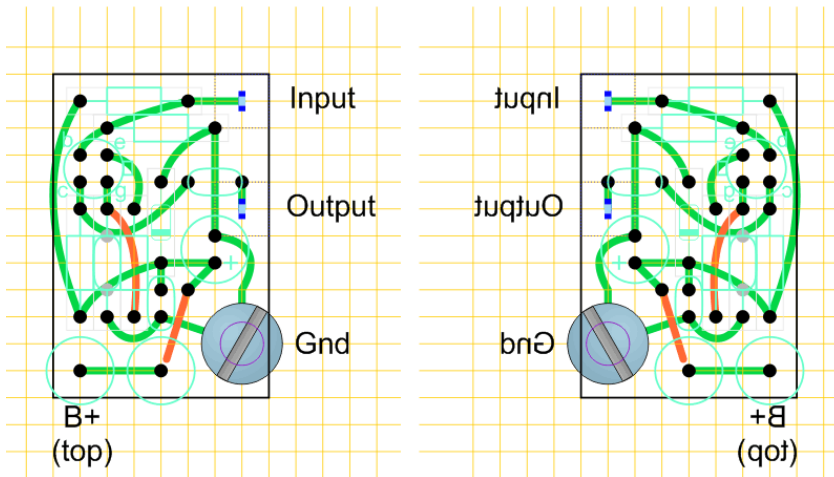 Input
Output
Gnd
B+
(top)
b
e
c
g
+
Input
Output
Gnd
B+
(top)
b
e
c
g
+